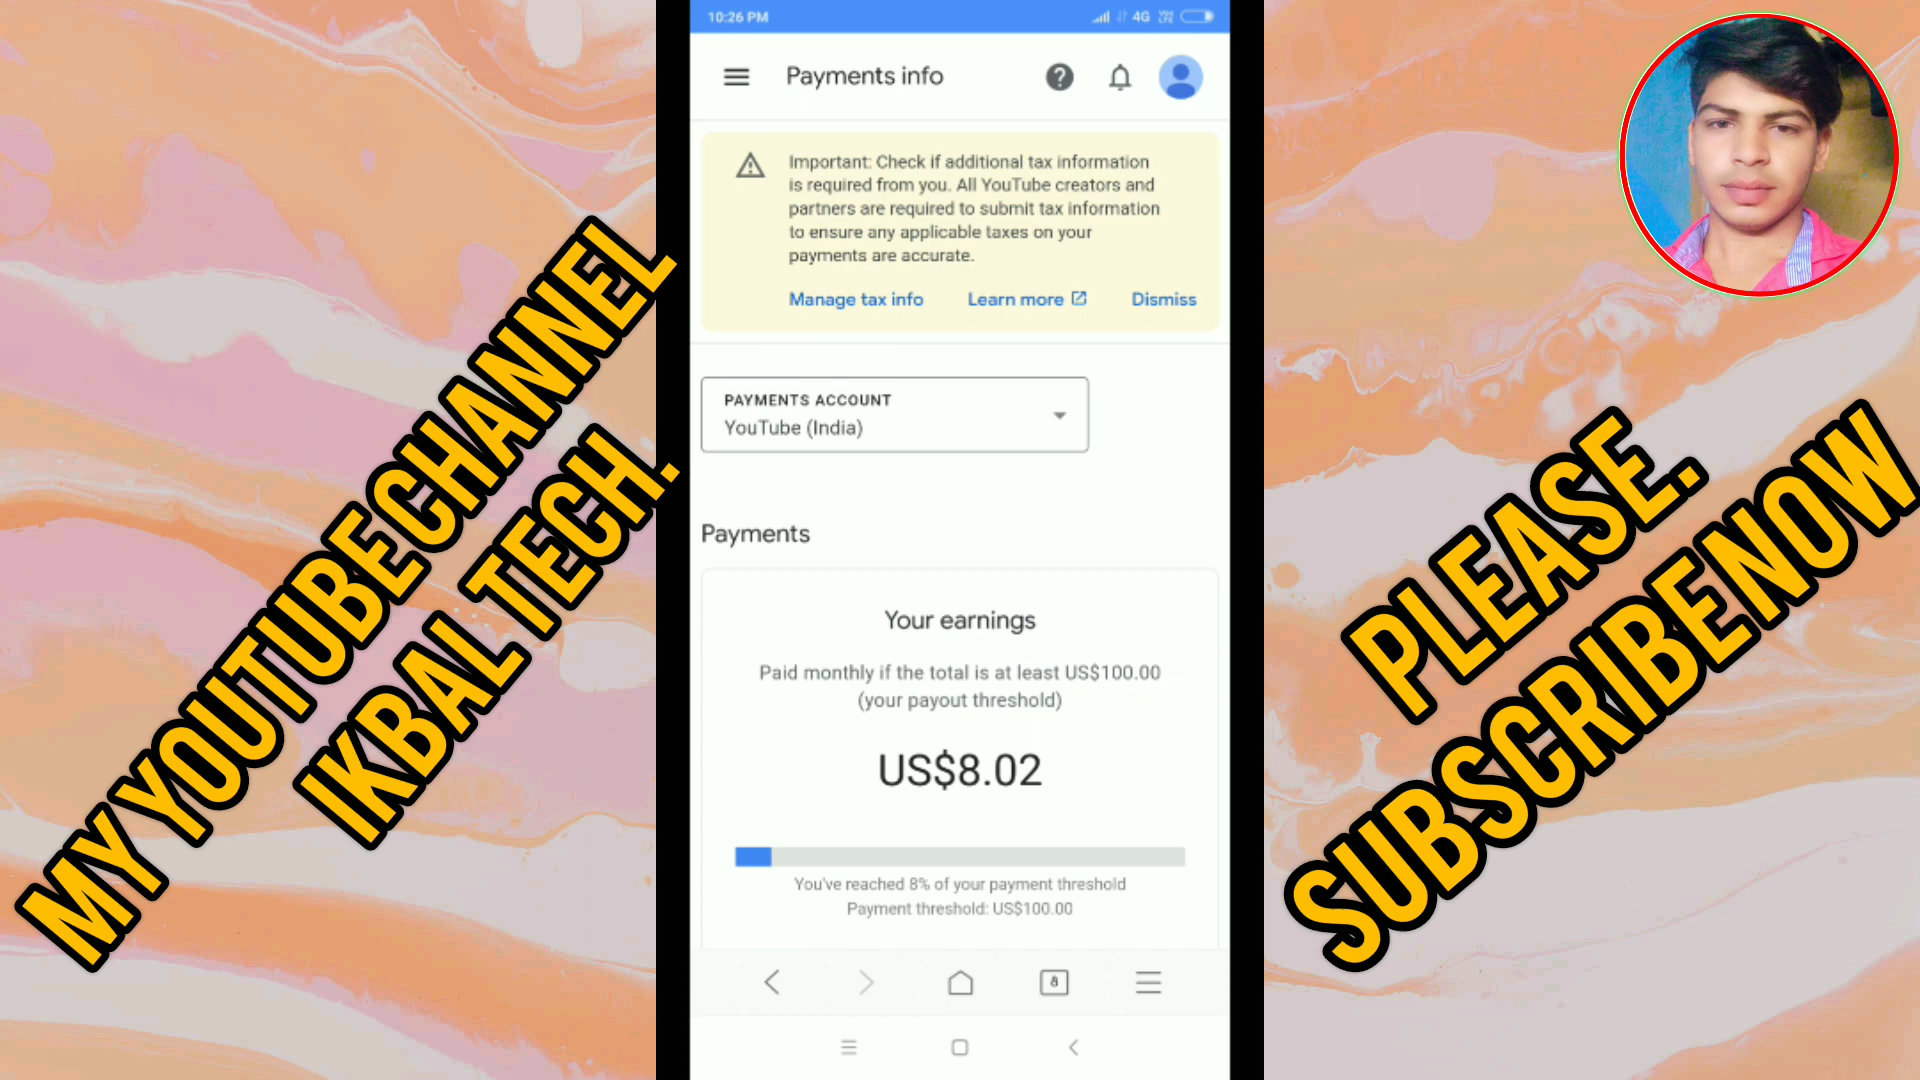 MY YOUTUBE CHANNEL
IKBAL TECH.
10:26 PM
4G
Payments info
Important: Check if additional tax information
is required from you. All YouTube creators and
partners are required to submit tax information
to ensure any applicable taxes on your
payments are accurate.
Manage tax info Learn more Dismiss
PAYMENTS ACCOUNT
YouTube (India)
Payments
Your earnings
Paid monthly if the total is at least US$100.00
(your payout threshold)
US$8.02
You've reached 8% of your payment threshold
Payment threshold: US$100.00
8
PLEASE.
SUBSCRIBE NOW